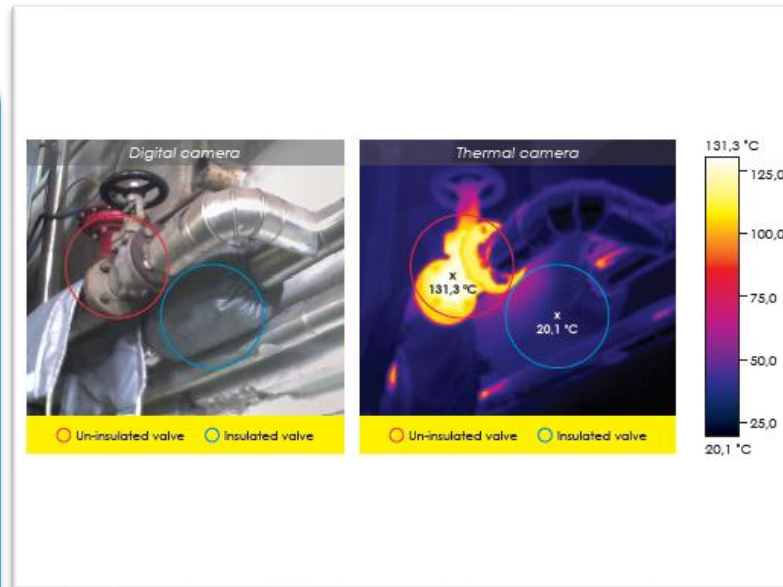 Digital camera
Thermal camera
131,3 °C
125,0
100,0
75,0
50,0
25,0
20,1 °C
x
131,3 °C
x
20,1 °C
Un-insulated valve Insulated valve
Un-insulated valve Insulated valve